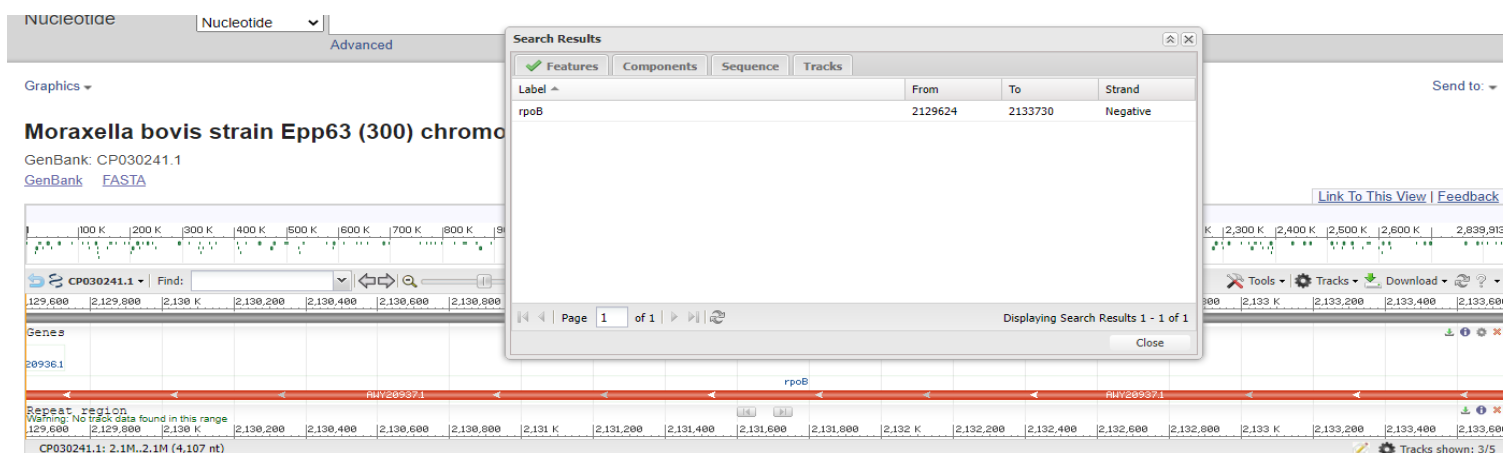 Nucleotide
Nucleotide
Advanced
Search Results
Features Components Sequence Tracks
Label From To Strand
rpoB 2129624 2133730 Negative
Page 1 of 1 Displaying Search Results 1 - 1 of 1
Close
Graphics Send to:
Moraxella bovis strain Epp63 (300) chromo
GenBank: CP030241.1
GenBank FASTA
Link To This View | Feedback
100 K 200 K 300 K 400 K 500 K 600 K 700 K 800 K K 2,300 K 2,400 K 2,500 K 2,600 K 2,839,913
CP030241.1 Find: Tools Tracks Download ?
,129,600 2,129,800 2,130 K 2,130,200 2,130,400 2,130,600 2,130,800 2,133 K 2,133,200 2,133,400 2,133,600
Genes
20936.1
rpoB
AWY20937.1 AWY20937.1
Repeat region
Warning: No track data found in this range
,129,600 2,129,800 2,130 K 2,130,200 2,130,400 2,130,600 2,130,800 2,131 K 2,131,200 2,131,400 2,131,600 2,131,800 2,132 K 2,132,200 2,132,400 2,132,600 2,132,800 2,133 K 2,133,200 2,133,400 2,133,600
CP030241.1: 2.1M..2.1M (4,107 nt) Tracks shown: 3/5